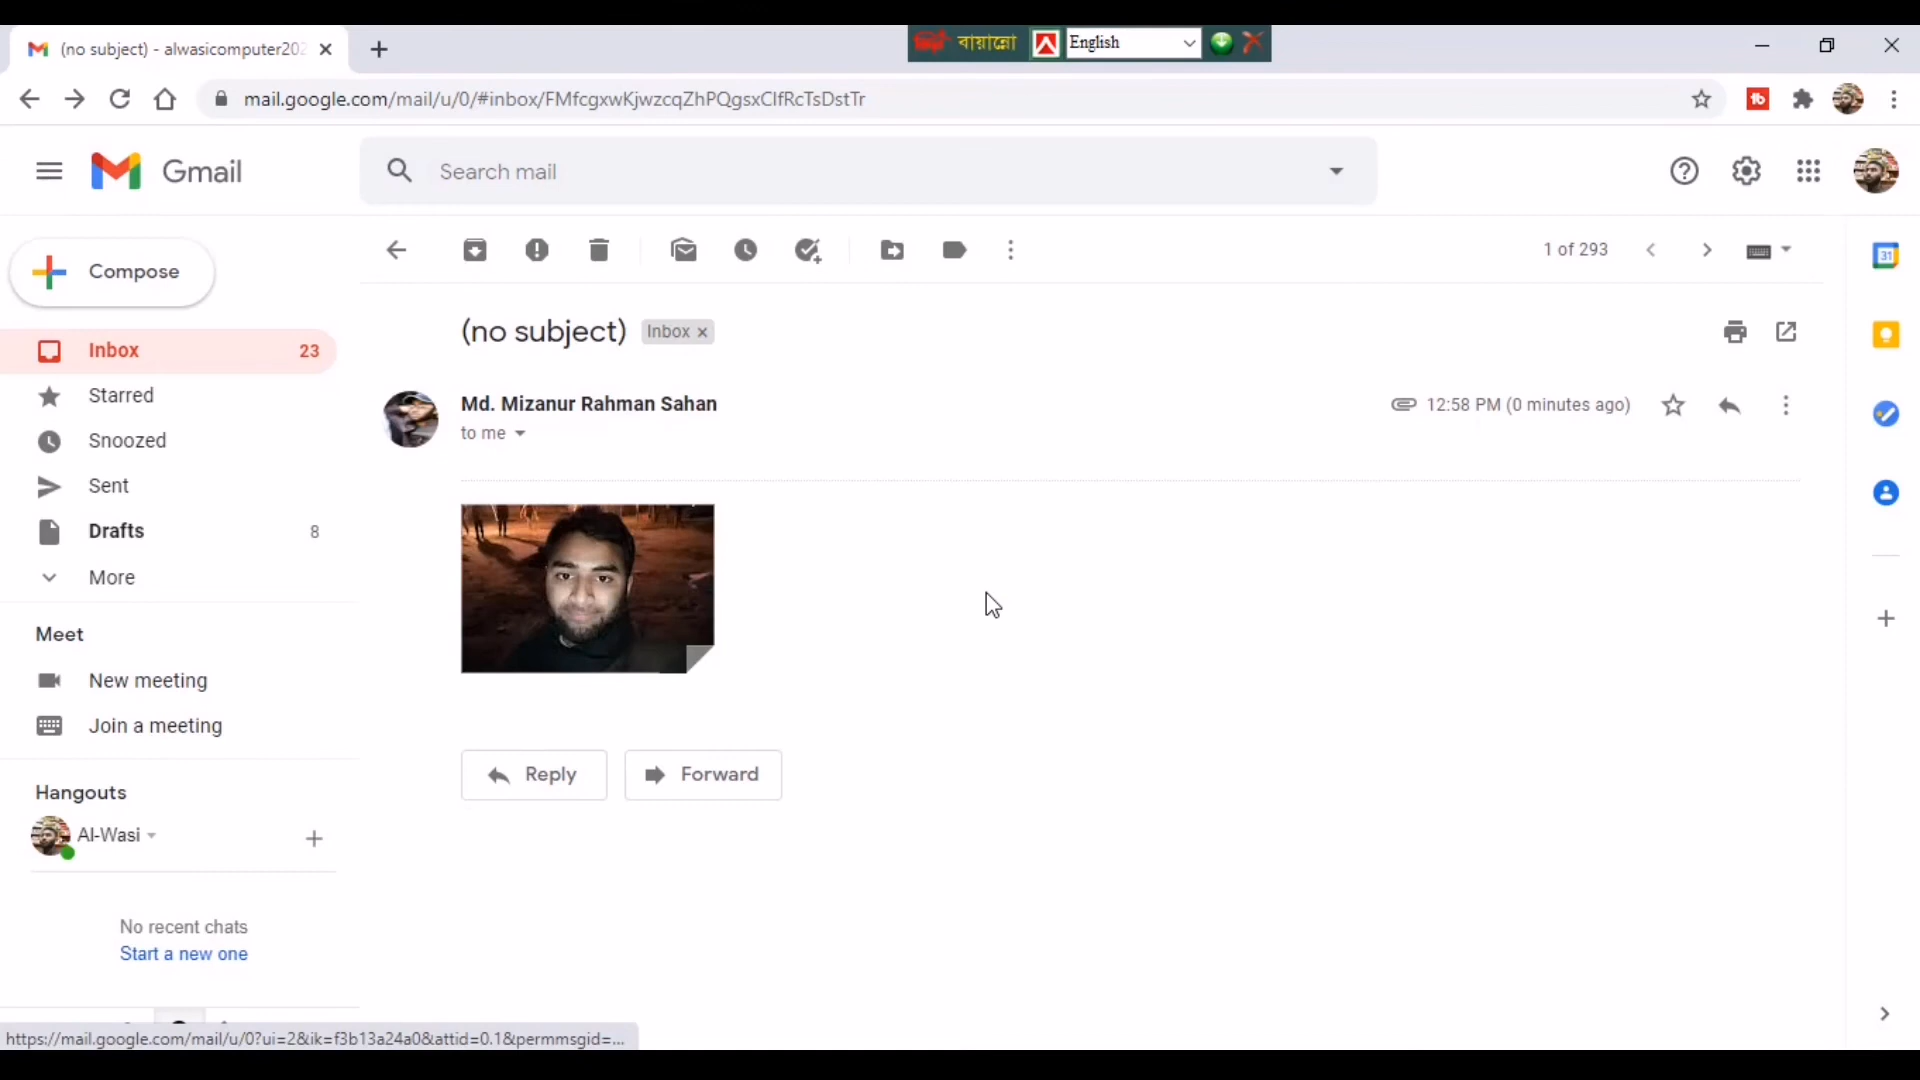 (no subject) - alwasicomputer202
বায়ান্নো
English
mail.google.com/mail/u/0/#inbox/FMfcgxwKjwzcqZhPQgsxClfRcTsDstTr
Gmail
Search mail
Compose
1 of 293
(no subject)
Inbox ×
Inbox 23
Starred
Snoozed
Sent
Drafts 8
More
Md. Mizanur Rahman Sahan
12:58 PM (0 minutes ago)
to me
31
Meet
New meeting
Join a meeting
Reply
Forward
Hangouts
Al-Wasi
No recent chats
Start a new one
https://mail.google.com/mail/u/0?ui=2&ik=f3b13a24a0&attid=0.1&permmsgid=...